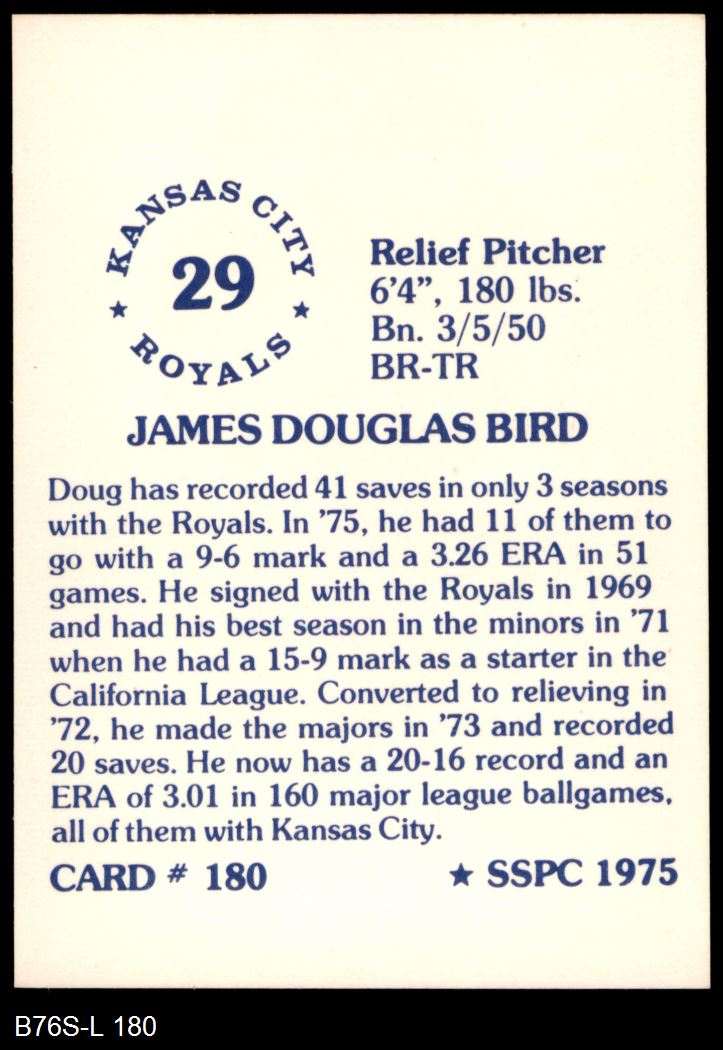 KANSAS CITY
29
★ ROYALS ★
Relief Pitcher
6'4", 180 lbs.
Bn. 3/5/50
BR-TR
JAMES DOUGLAS BIRD
Doug has recorded 41 saves in only 3 seasons
with the Royals. In '75, he had 11 of them to
go with a 9-6 mark and a 3.26 ERA in 51
games. He signed with the Royals in 1969
and had his best season in the minors in '71
when he had a 15-9 mark as a starter in the
California League. Converted to relieving in
'72, he made the majors in '73 and recorded
20 saves. He now has a 20-16 record and an
ERA of 3.01 in 160 major league ballgames,
all of them with Kansas City.
CARD # 180 ★ SSPC 1975
B76S-L 180